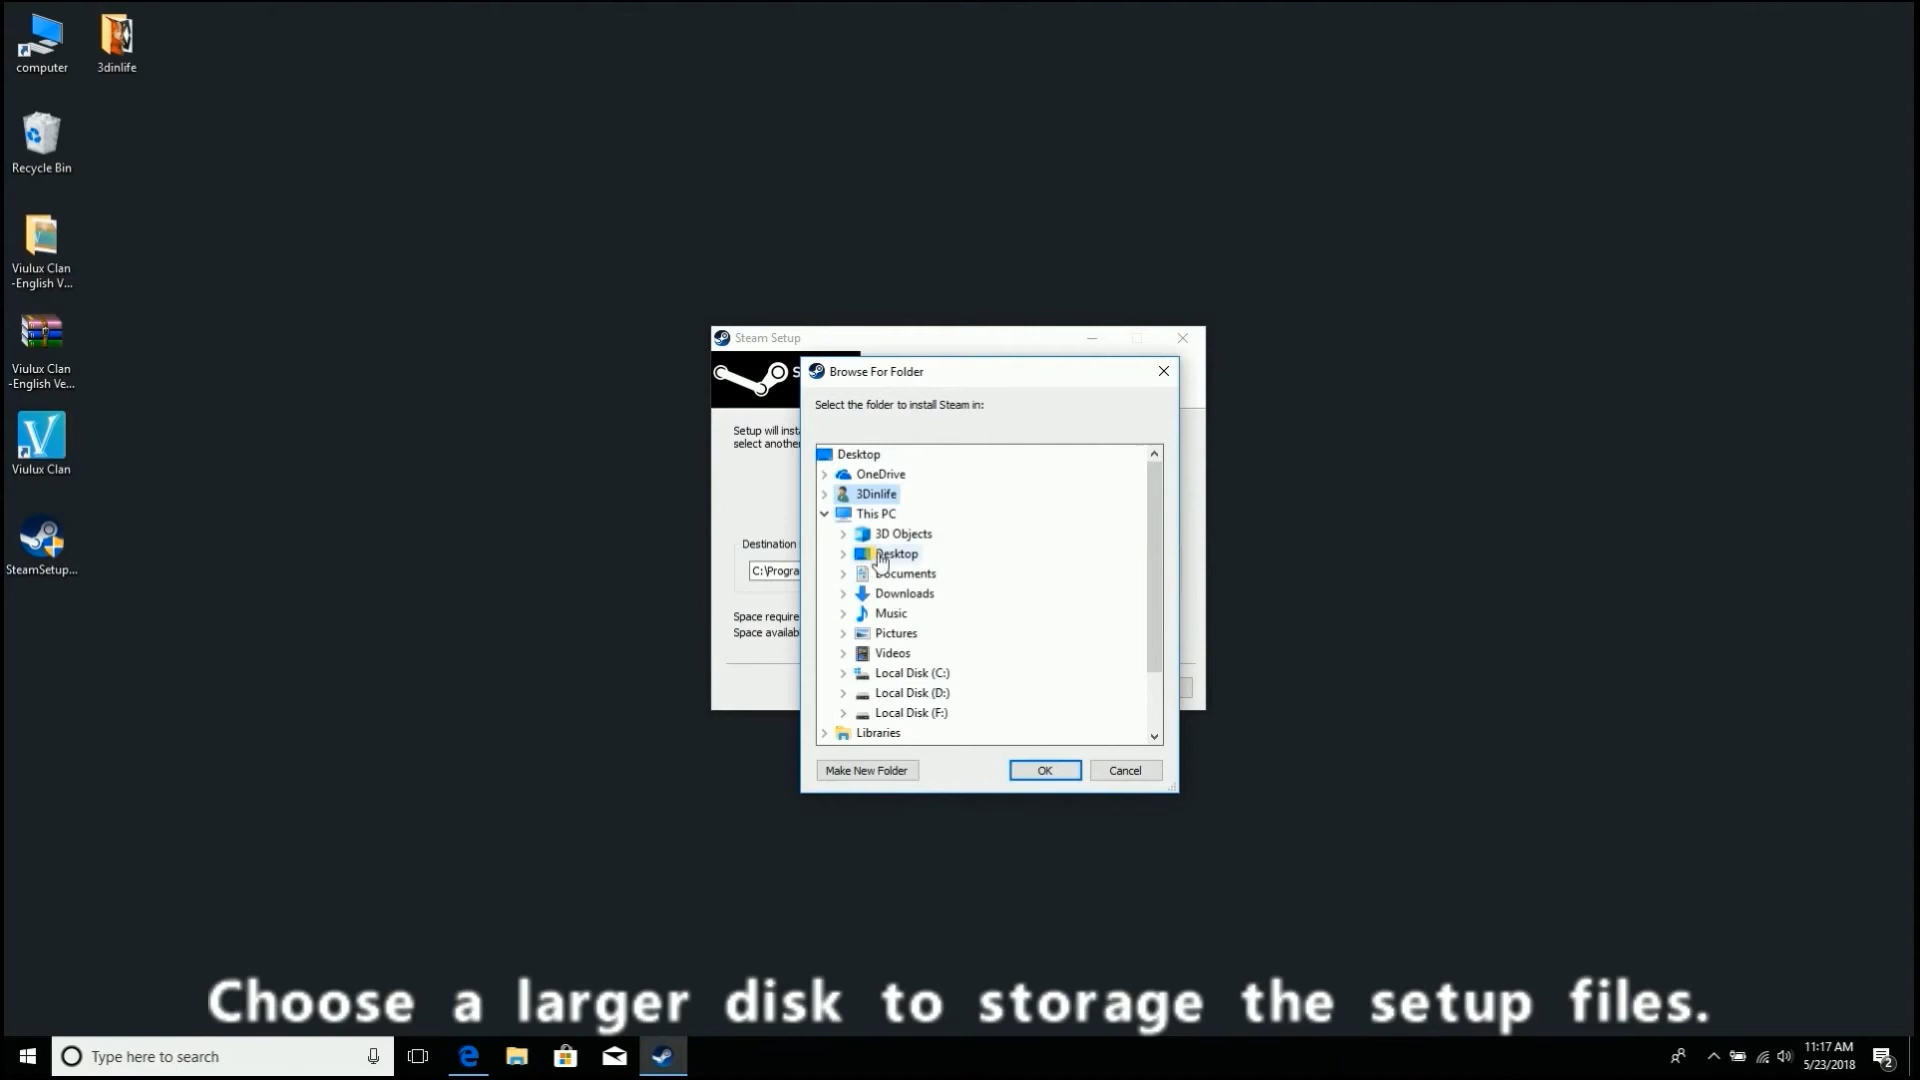 computer
3dinlife
Recycle Bin
Viulux Clan
-English V...
Viulux Clan
-English Ve...
Viulux Clan
SteamSetup...
Steam Setup
S
Setup will inst
select anothe
Destination
C:\Progra
Space require
Space availab
Browse For Folder
Select the folder to install Steam in:
Desktop
OneDrive
3Dinlife
This PC
3D Objects
Desktop
Documents
Downloads
Music
Pictures
Videos
Local Disk (C:)
Local Disk (D:)
Local Disk (F:)
Libraries
Make New Folder
OK
Cancel
Choose a larger disk to storage the setup files.
Type here to search
11:17 AM
5/23/2018
2